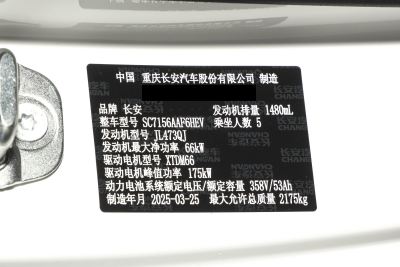 中国 重庆长安汽车股份有限公司 制造
品牌 长安 发动机排量 1480mL
整车型号 SC7156AAF6HEV 乘坐人数 5
发动机型号 JL473QJ
发动机最大净功率 66kW
驱动电机型号 XTDM66
驱动电机峰值功率 175kW
动力电池系统额定电压/额定容量 358V/53Ah
制造年月 2025-03-25 最大允许总质量 2175kg